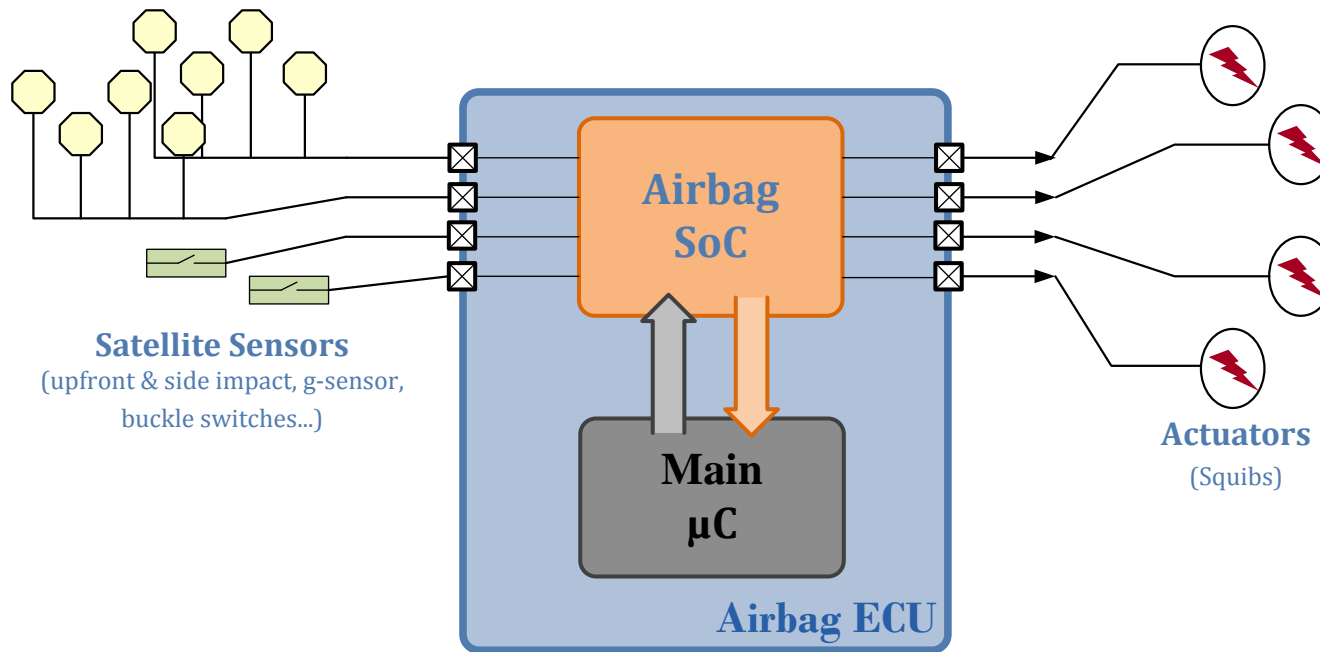 Airbag
SoC
Satellite Sensors
(upfront & side impact, g-sensor,
buckle switches...)
Main
µC
Actuators
(Squibs)
Airbag ECU